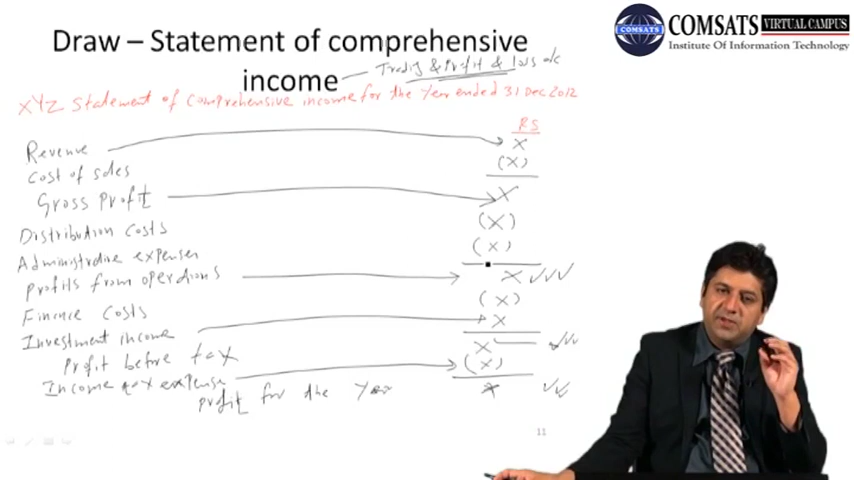 COMSATS VIRTUAL CAMPUS
Institute Of Information Technology
COMSATS
Draw – Statement of comprehensive
income
Trading & Profit & loss a/c
XYZ Statement of comprehensive income for the Year ended 31 Dec 2012
RS
Revenue X
Cost of sales (X)
Gross Profit X
Distribution Costs (X)
Administrative expenses (X)
Profits from operations X
Finance Costs (X)
Investment income X
Profit before tax X
Income tax expense (X)
profit for the Year X
11